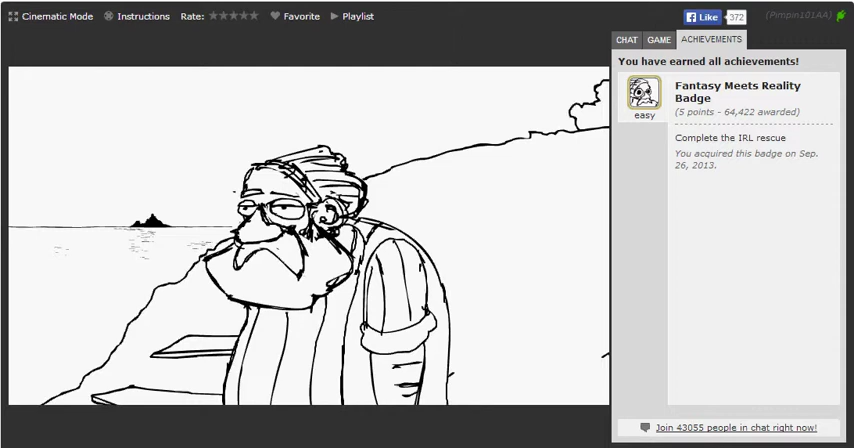 Cinematic Mode Instructions Rate: Favorite Playlist
Like 372 (Pimpin101AA)
CHAT GAME ACHIEVEMENTS
You have earned all achievements!
easy
Fantasy Meets Reality
Badge
(5 points - 64,422 awarded)
Complete the IRL rescue
You acquired this badge on Sep.
26, 2013.
Join 43055 people in chat right now!